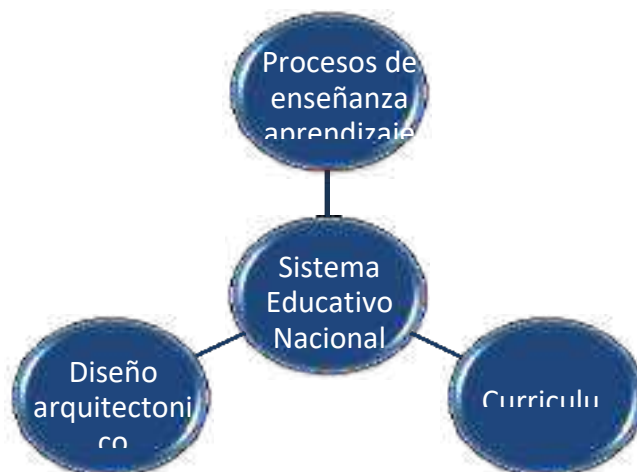 Procesos de
enseñanza
aprendizaje
Sistema
Educativo
Nacional
Diseño
arquitectoni
co
Curriculu